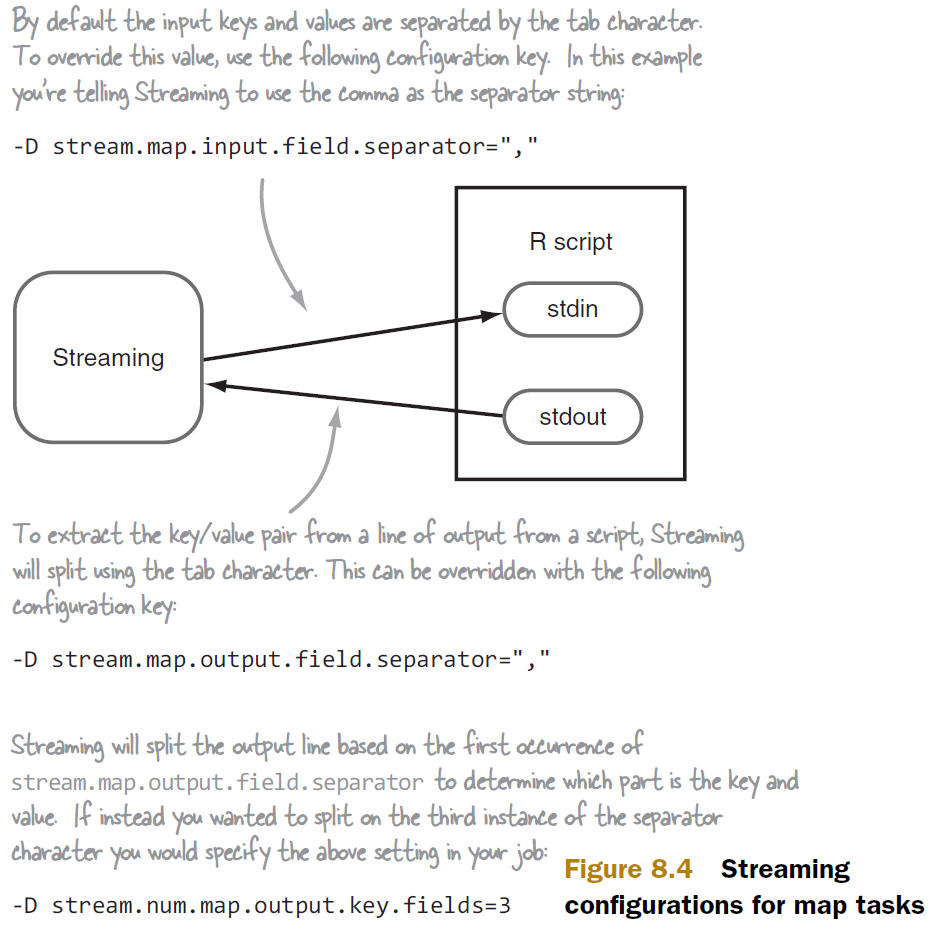 By default the input keys and values are separated by the tab character.
To override this value, use the following configuration key. In this example
you're telling Streaming to use the comma as the separator string:
-D stream.map.input.field.separator=","
R script
stdin
Streaming
stdout
To extract the key/value pair from a line of output from a script, Streaming
will split using the tab character. This can be overridden with the following
configuration key:
-D stream.map.output.field.separator=","
Streaming will split the output line based on the first occurrence of
stream.map.output.field.separator to determine which part is the key and
value. If instead you wanted to split on the third instance of the separator
character you would specify the above setting in your job:
-D stream.num.map.output.key.fields=3
Figure 8.4 Streaming
configurations for map tasks